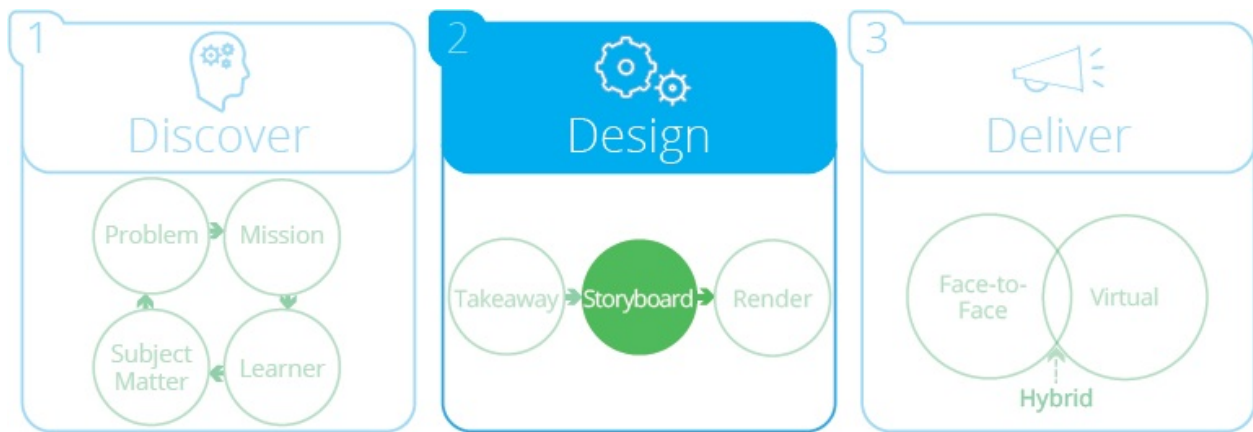 1
Discover
Problem
Mission
Subject
Matter
Learner
2
Design
Takeaway
Storyboard
Render
3
Deliver
Face-to-
Face
Virtual
Hybrid